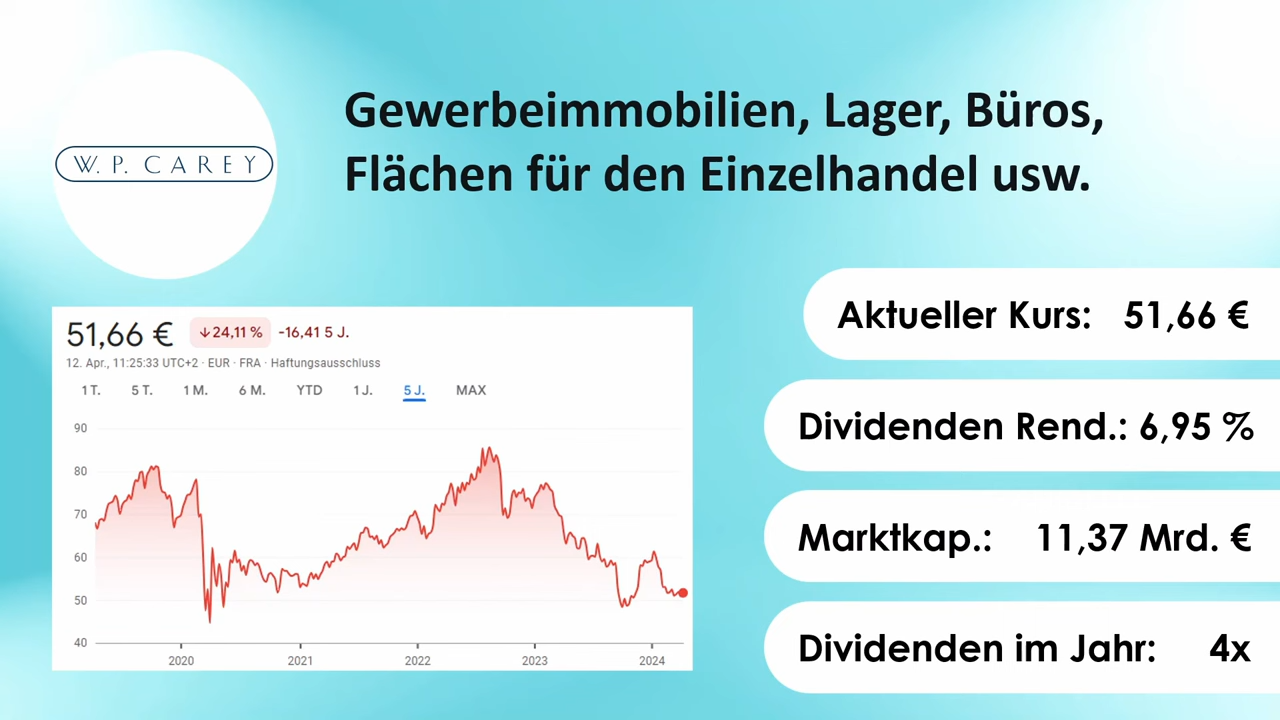 W. P. CAREY
Gewerbeimmobilien, Lager, Büros,
Flächen für den Einzelhandel usw.
51,66 € ↓24,11 % -16,41 5 J.
12. Apr., 11:25:33 UTC+2 · EUR · FRA · Haftungsausschluss
1 T. 5 T. 1 M. 6 M. YTD 1 J. 5 J. MAX
90
80
70
60
50
40
2020 2021 2022 2023 2024
Aktueller Kurs: 51,66 €
Dividenden Rend.: 6,95 %
Marktkap.: 11,37 Mrd. €
Dividenden im Jahr: 4x